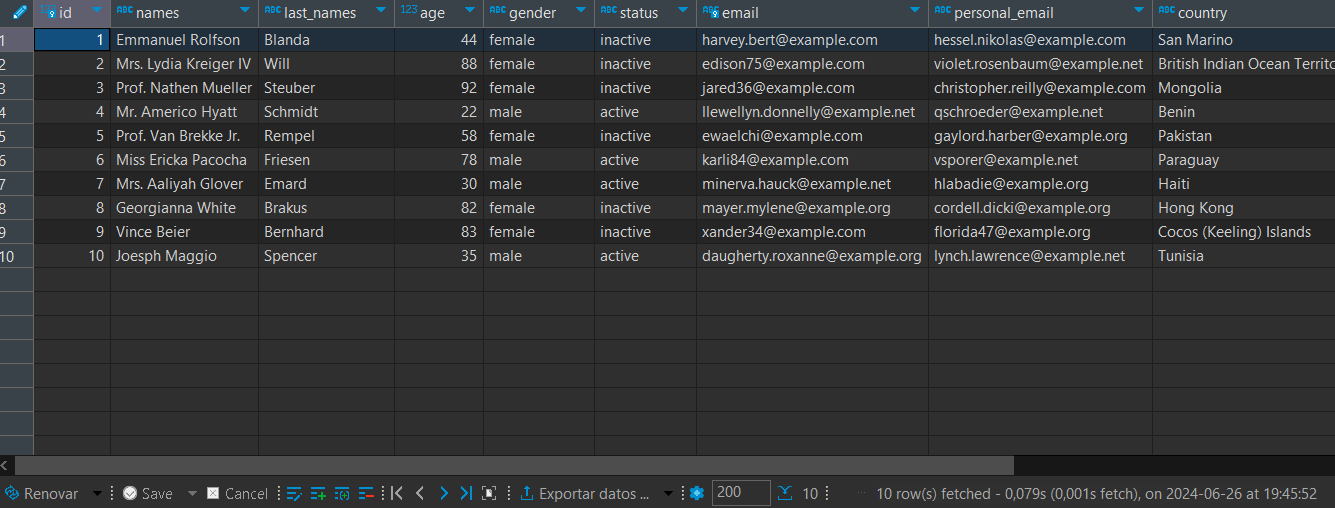 id ABC names ABC last_names 123 age ABC gender ABC status ABC email ABC personal_email ABC country
1 1 Emmanuel Rolfson Blanda 44 female inactive harvey.bert@example.com hessel.nikolas@example.com San Marino
2 2 Mrs. Lydia Kreiger IV Will 88 female inactive edison75@example.com violet.rosenbaum@example.net British Indian Ocean Territo
3 3 Prof. Nathen Mueller Steuber 92 female inactive jared36@example.com christopher.reilly@example.com Mongolia
4 4 Mr. Americo Hyatt Schmidt 22 male active llewellyn.donnelly@example.net qschroeder@example.net Benin
5 5 Prof. Van Brekke Jr. Rempel 58 female inactive ewaelchi@example.com gaylord.harber@example.org Pakistan
6 6 Miss Ericka Pacocha Friesen 78 male active karli84@example.com vsporer@example.net Paraguay
7 7 Mrs. Aaliyah Glover Emard 30 male active minerva.hauck@example.net hlabadie@example.org Haiti
8 8 Georgianna White Brakus 82 female inactive mayer.mylene@example.org cordell.dicki@example.org Hong Kong
9 9 Vince Beier Bernhard 83 female inactive xander34@example.com florida47@example.org Cocos (Keeling) Islands
10 10 Joesph Maggio Spencer 35 male active daugherty.roxanne@example.org lynch.lawrence@example.net Tunisia
Renovar Save Cancel Exportar datos ... 200 10 10 row(s) fetched - 0,079s (0,001s fetch), on 2024-06-26 at 19:45:52